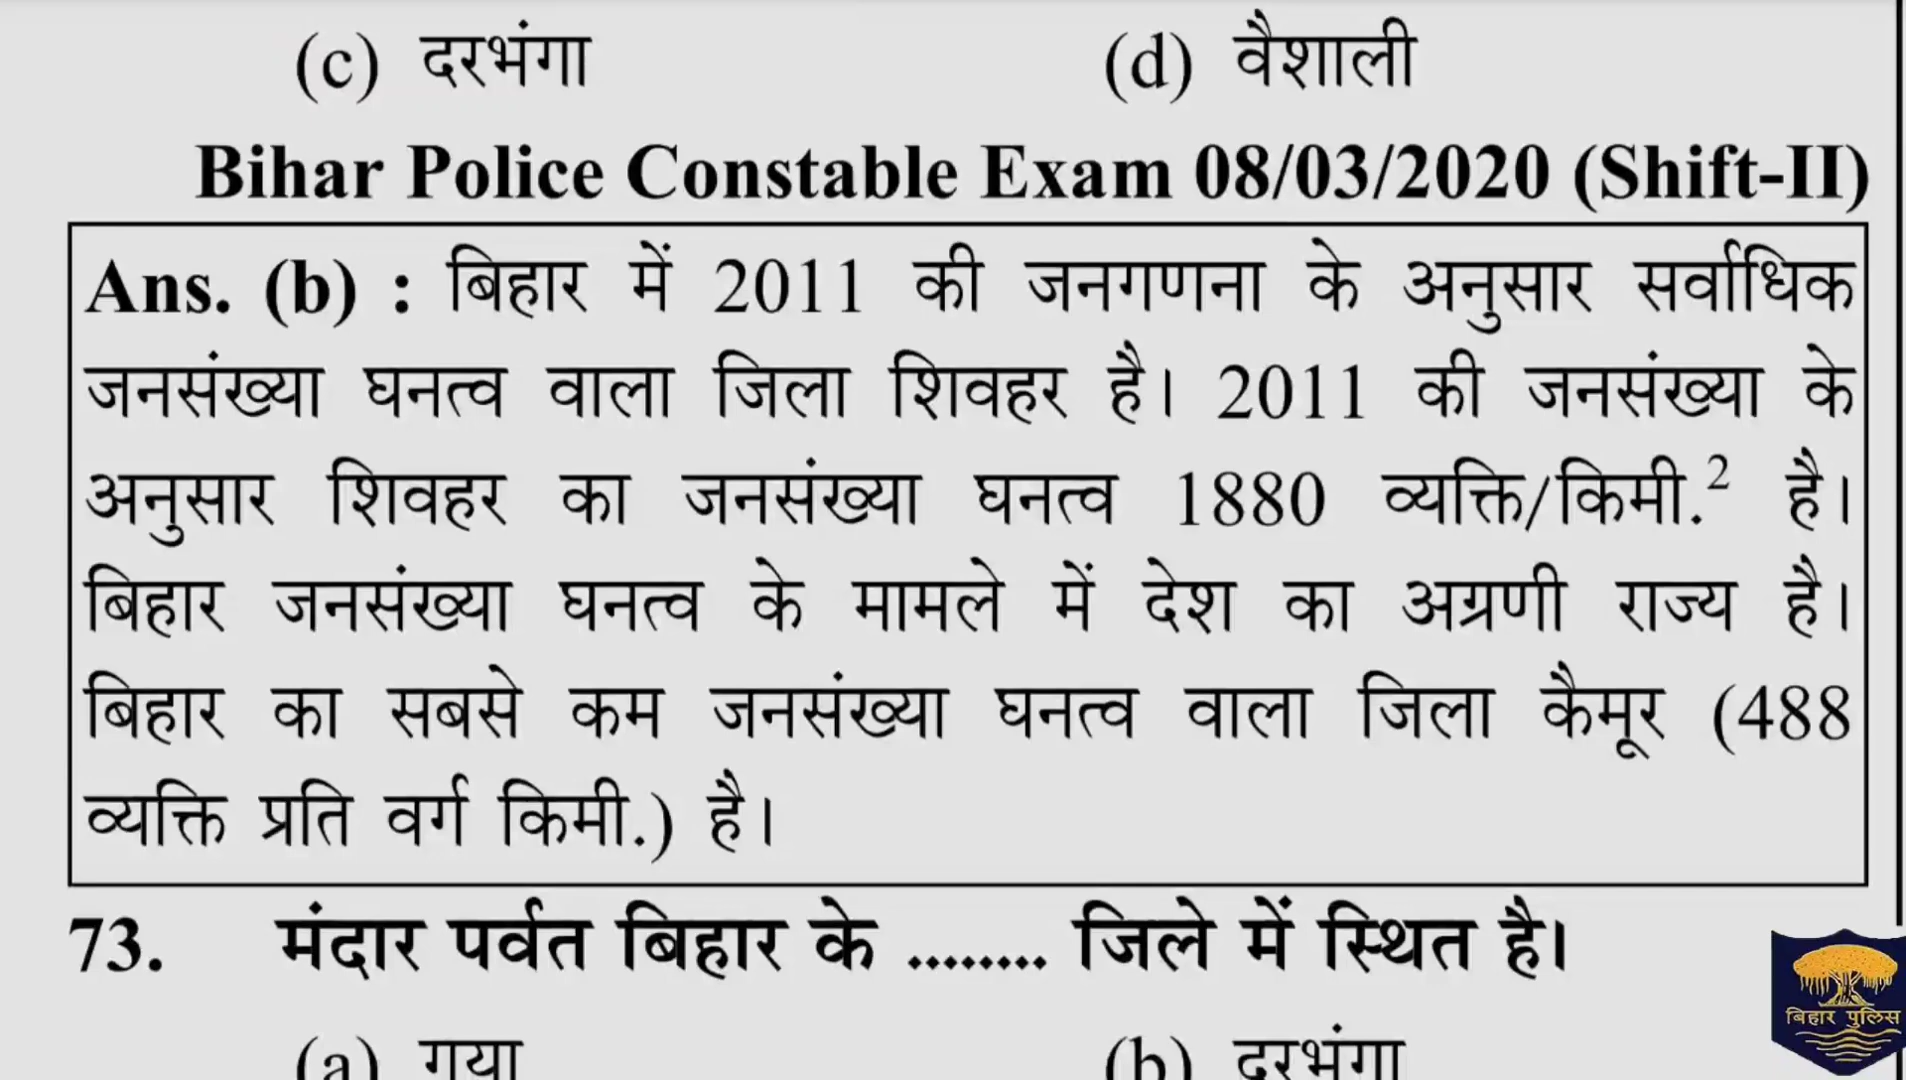 (c) दरभंगा (d) वैशाली
Bihar Police Constable Exam 08/03/2020 (Shift-II)
Ans. (b) : बिहार में 2011 की जनगणना के अनुसार सर्वाधिक
जनसंख्या घनत्व वाला जिला शिवहर है। 2011 की जनसंख्या के
अनुसार शिवहर का जनसंख्या घनत्व 1880 व्यक्ति/किमी.² है।
बिहार जनसंख्या घनत्व के मामले में देश का अग्रणी राज्य है।
बिहार का सबसे कम जनसंख्या घनत्व वाला जिला कैमूर (488
व्यक्ति प्रति वर्ग किमी.) है।
73. मंदार पर्वत बिहार के ........ जिले में स्थित है।
बिहार पुलिस
(a) गया (b) दरभंगा